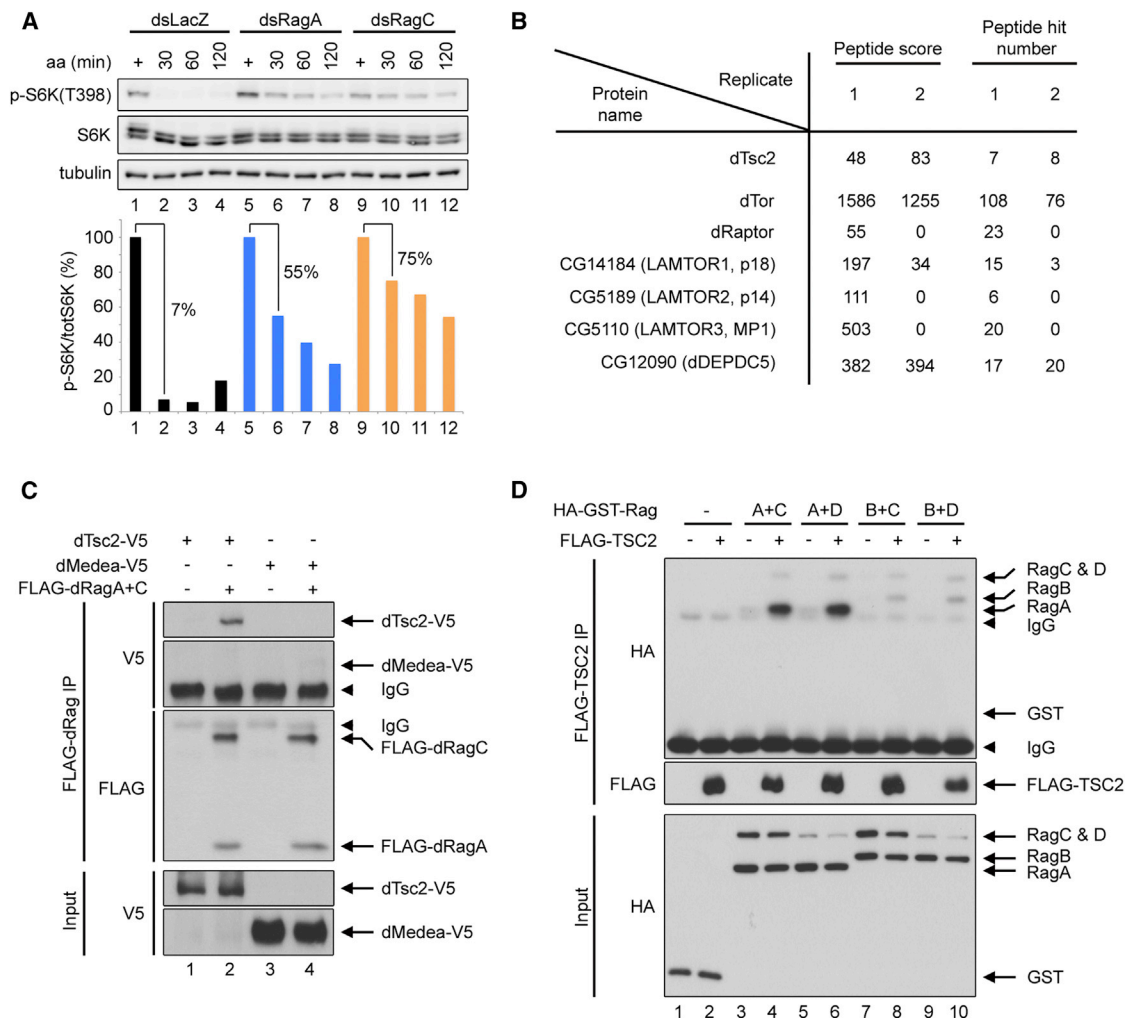 A
dsLacZ dsRagA dsRagC
aa (min) + 30 60 120 + 30 60 120 + 30 60 120
p-S6K(T398)
S6K
tubulin
1 2 3 4 5 6 7 8 9 10 11 12
p-S6K/totS6K (%)
100
80
60
40
20
0
7%
55%
75%
1 2 3 4 5 6 7 8 9 10 11 12
B
Peptide score Peptide hit number
Replicate 1 2 1 2
Protein name
dTsc2 48 83 7 8
dTor 1586 1255 108 76
dRaptor 55 0 23 0
CG14184 (LAMTOR1, p18) 197 34 15 3
CG5189 (LAMTOR2, p14) 111 0 6 0
CG5110 (LAMTOR3, MP1) 503 0 20 0
CG12090 (dDEPDC5) 382 394 17 20
C
dTsc2-V5 + + - -
dMedea-V5 - - + +
FLAG-dRagA+C - + - +
FLAG-dRag IP
V5
dTsc2-V5
dMedea-V5
IgG
FLAG
IgG
FLAG-dRagC
FLAG-dRagA
Input
V5
dTsc2-V5
dMedea-V5
1 2 3 4
D
HA-GST-Rag - A+C A+D B+C B+D
FLAG-TSC2 - + - + - + - + - +
FLAG-TSC2 IP
HA
RagC & D
RagB
RagA
IgG
GST
IgG
FLAG
FLAG-TSC2
Input
HA
RagC & D
RagB
RagA
GST
1 2 3 4 5 6 7 8 9 10